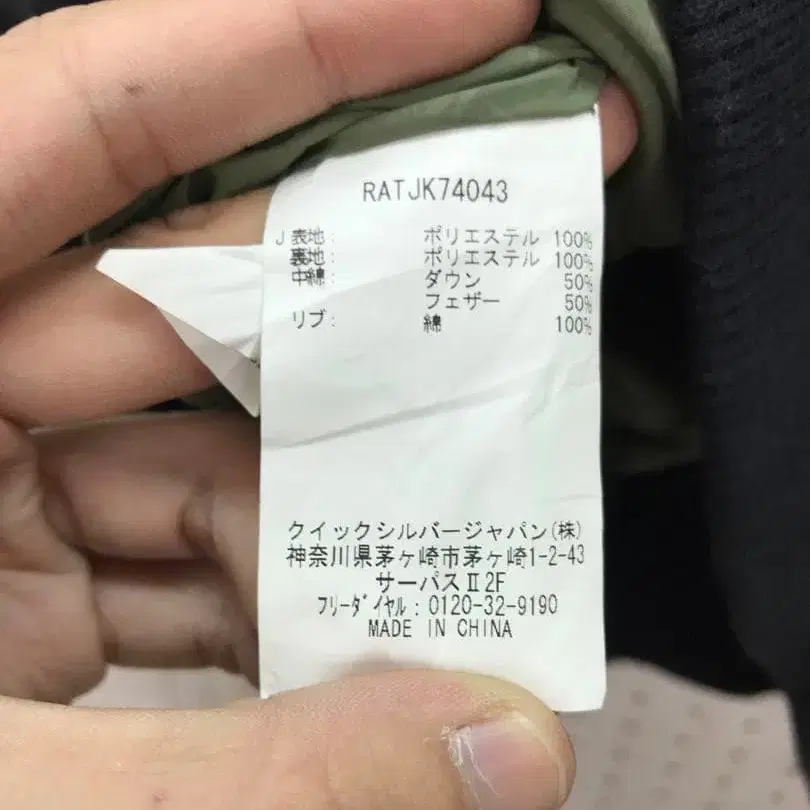 RATJK74043
J 表地: ポリエステル 100%
裏地: ポリエステル 100%
中綿: ダウン 50%
フェザー 50%
リブ: 綿 100%
クイックシルバージャパン(株)
神奈川県茅ヶ崎市茅ヶ崎1-2-43
サーパスⅡ2F
フリーダイヤル:0120-32-9190
MADE IN CHINA